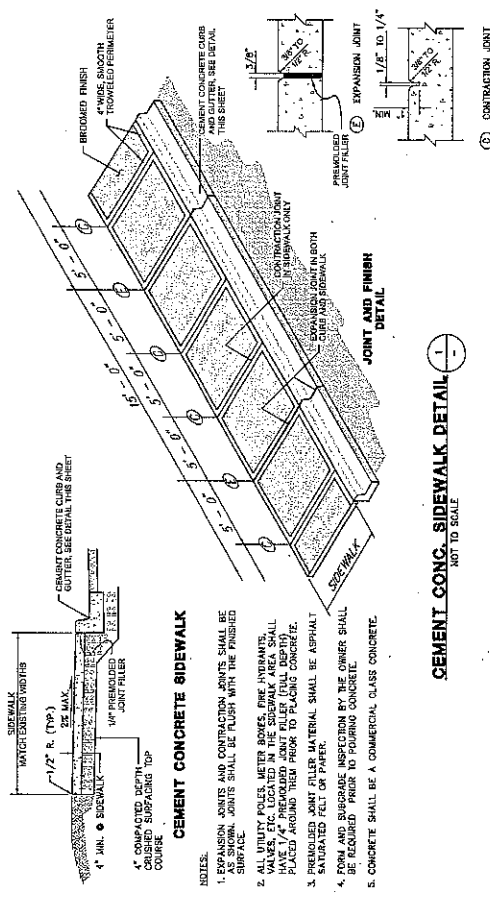 SIDEWALK
MATCH EXISTING WIDTHS
1/2" R. (TYP.)
2% MAX.
CEMENT CONCRETE CURB AND
GUTTER, SEE DETAIL THIS SHEET
1/4" PREMOLDED
JOINT FILLER
4" MIN. @ SIDEWALK
4" COMPACTED DEPTH
CRUSHED SURFACING TOP
COURSE
CEMENT CONCRETE SIDEWALK
NOTES:
1. EXPANSION JOINTS AND CONTRACTION JOINTS SHALL BE
AS SHOWN. JOINTS SHALL BE FLUSH WITH THE FINISHED
SURFACE.
2. ALL UTILITY POLES, METER BOXES, FIRE HYDRANTS,
VALVES, ETC. LOCATED IN THE SIDEWALK AREA SHALL
HAVE 1/4" PREMOLDED JOINT FILLER (FULL DEPTH)
PLACED AROUND THEM PRIOR TO PLACING CONCRETE.
3. PREMOLDED JOINT FILLER MATERIAL SHALL BE ASPHALT
SATURATED FELT OR PAPER.
4. FORM AND SUBGRADE INSPECTION BY THE OWNER SHALL
BE REQUIRED PRIOR TO POURING CONCRETE.
5. CONCRETE SHALL BE A COMMERCIAL CLASS CONCRETE.
15' - 0"
5' - 0"
5' - 0"
5' - 0"
5' - 0"
5' - 0"
E
C
C
E
C
C
BROOMED FINISH
4" WIDE, SMOOTH
TROWELED PERIMETER
CEMENT CONCRETE CURB
AND GUTTER, SEE DETAIL
THIS SHEET
CONTRACTION JOINT
IN SIDEWALK ONLY
EXPANSION JOINT IN BOTH
CURB AND SIDEWALK
SIDEWALK
JOINT AND FINISH
DETAIL
3/8"
3/8" TO
1/2" R.
PREMOLDED
JOINT FILLER
E EXPANSION JOINT
1/8" TO 1/4"
1" MIN.
3/8" TO
1/2" R.
C CONTRACTION JOINT
CEMENT CONC. SIDEWALK DETAIL
1
-
NOT TO SCALE